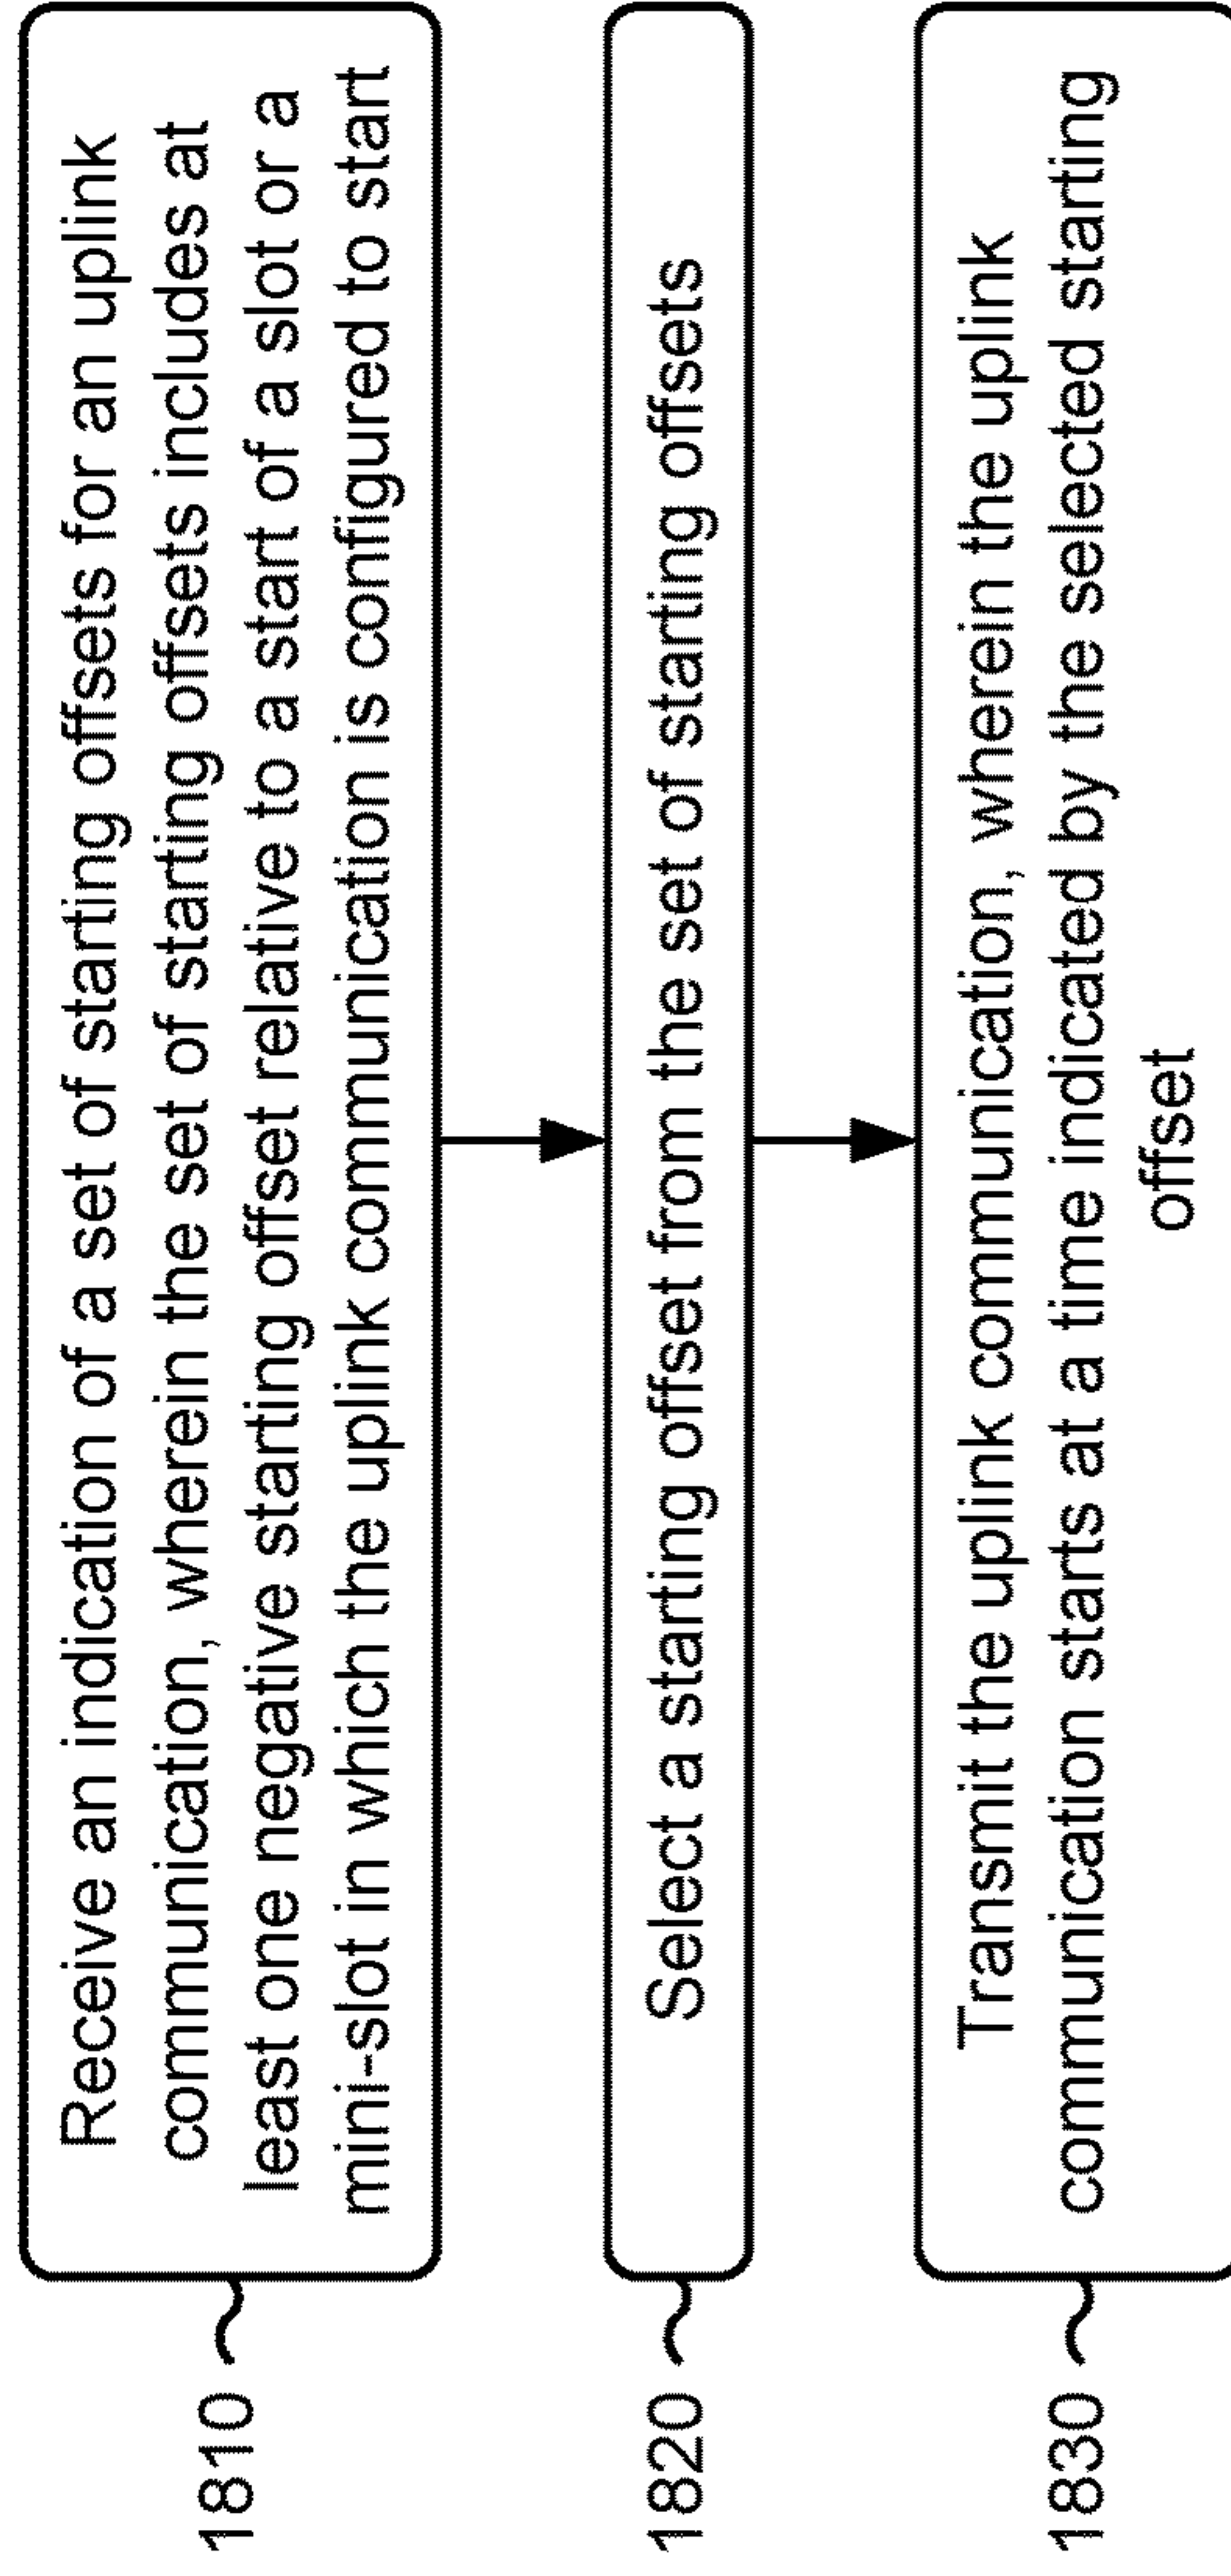 1810
Receive an indication of a set of starting offsets for an uplink
communication, wherein the set of starting offsets includes at
least one negative starting offset relative to a start of a slot or a
mini-slot in which the uplink communication is configured to start
1820
Select a starting offset from the set of starting offsets
1830
Transmit the uplink communication, wherein the uplink
communication starts at a time indicated by the selected starting
offset